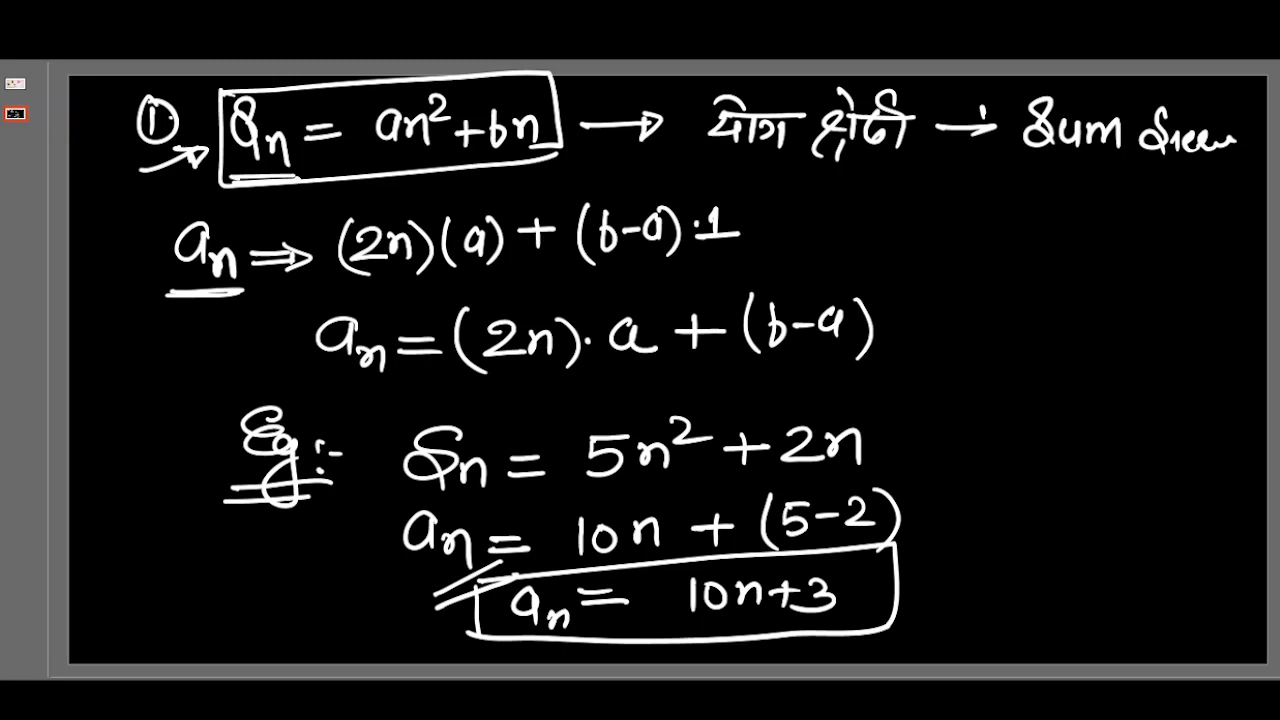 ① Sn = an² + bn → योग श्रेढी → Sum
an ⇒ (2n)(a) + (b-a)·1
an = (2n)·a + (b-a)
Eg:-
Sn = 5n² + 2n
an = 10n + (5-2)
an = 10n+3